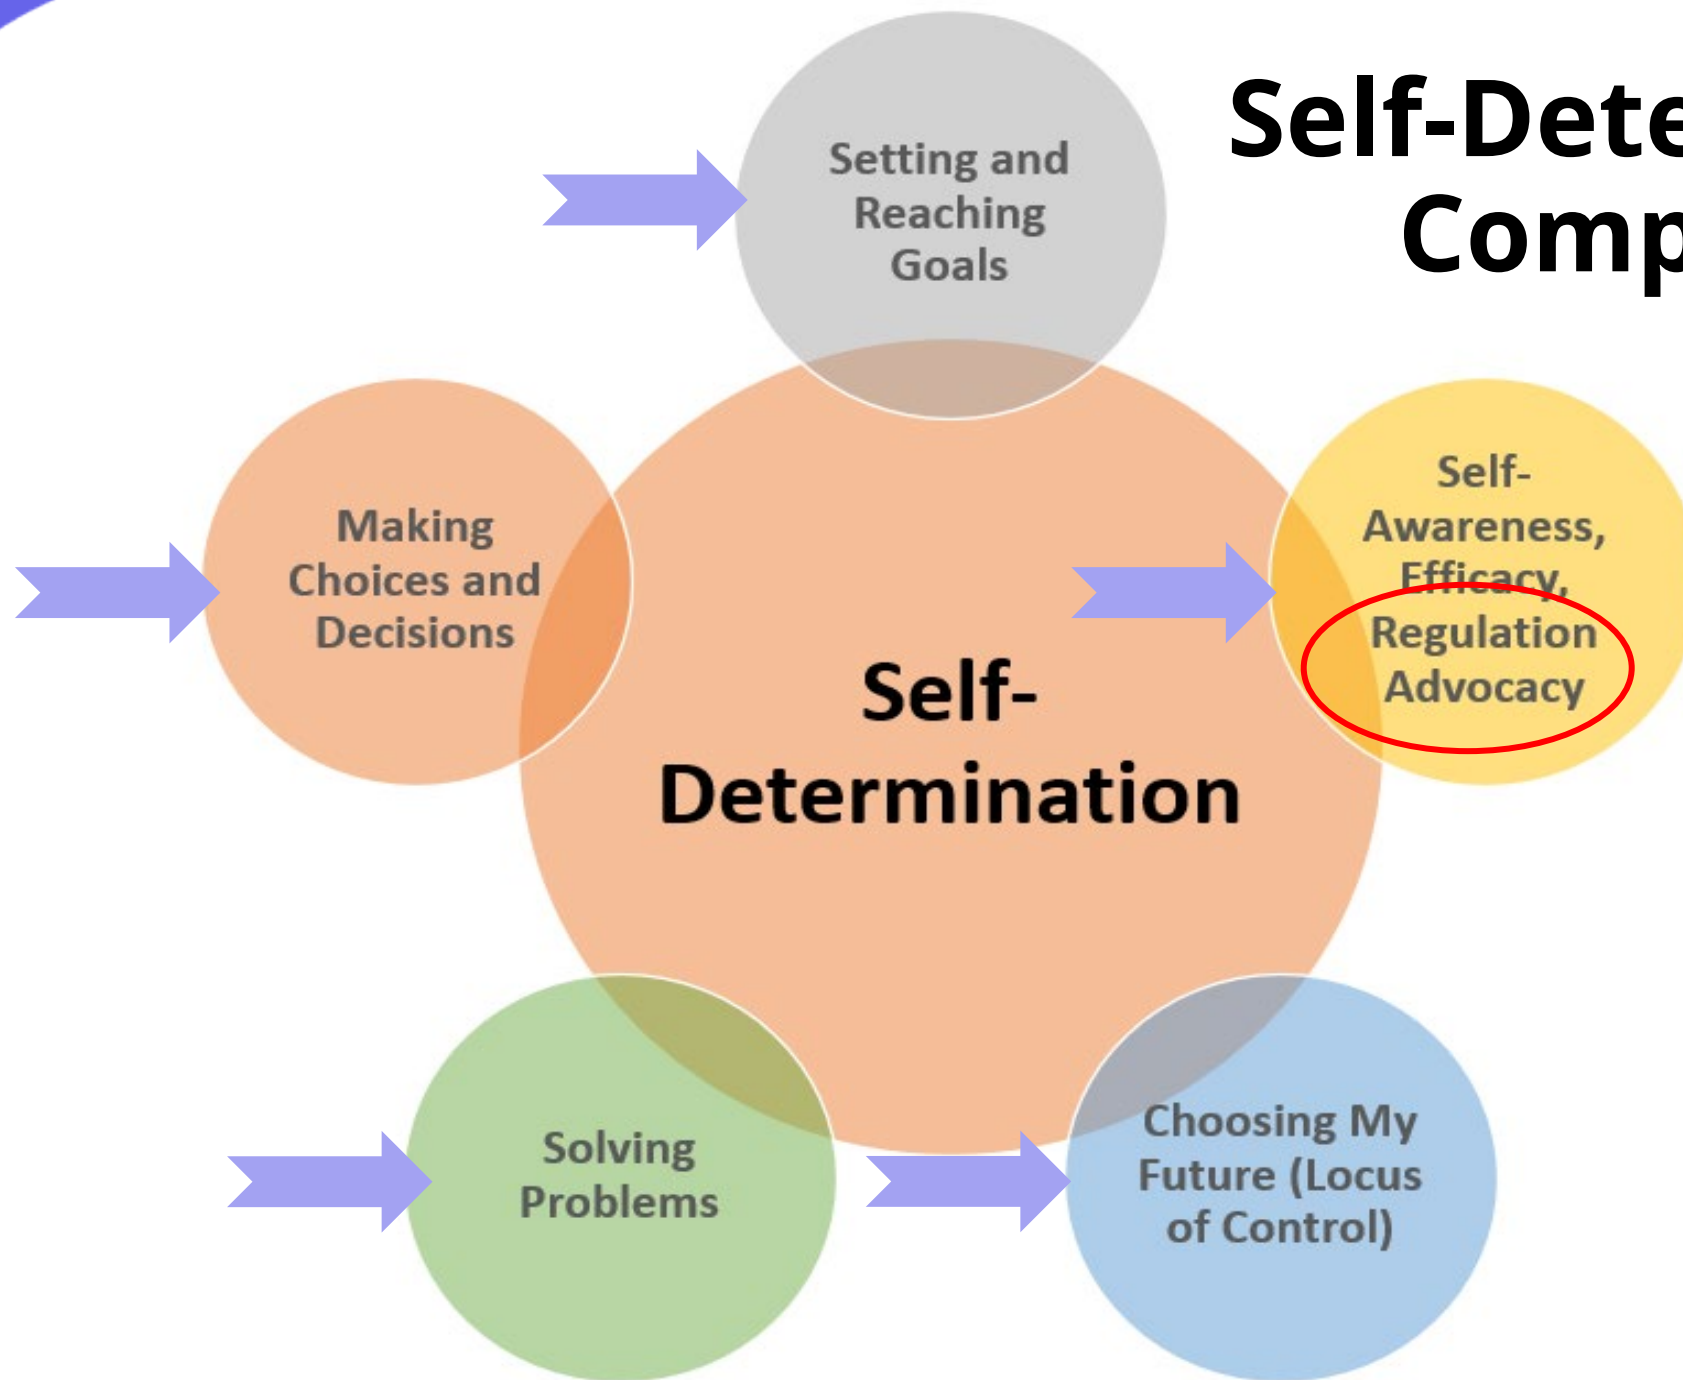 Self-Dete
Comp
Setting and
Reaching
Goals
Making
Choices and
Decisions
Self-
Awareness,
Efficacy,
Regulation
Advocacy
Self-
Determination
Solving
Problems
Choosing My
Future (Locus
of Control)